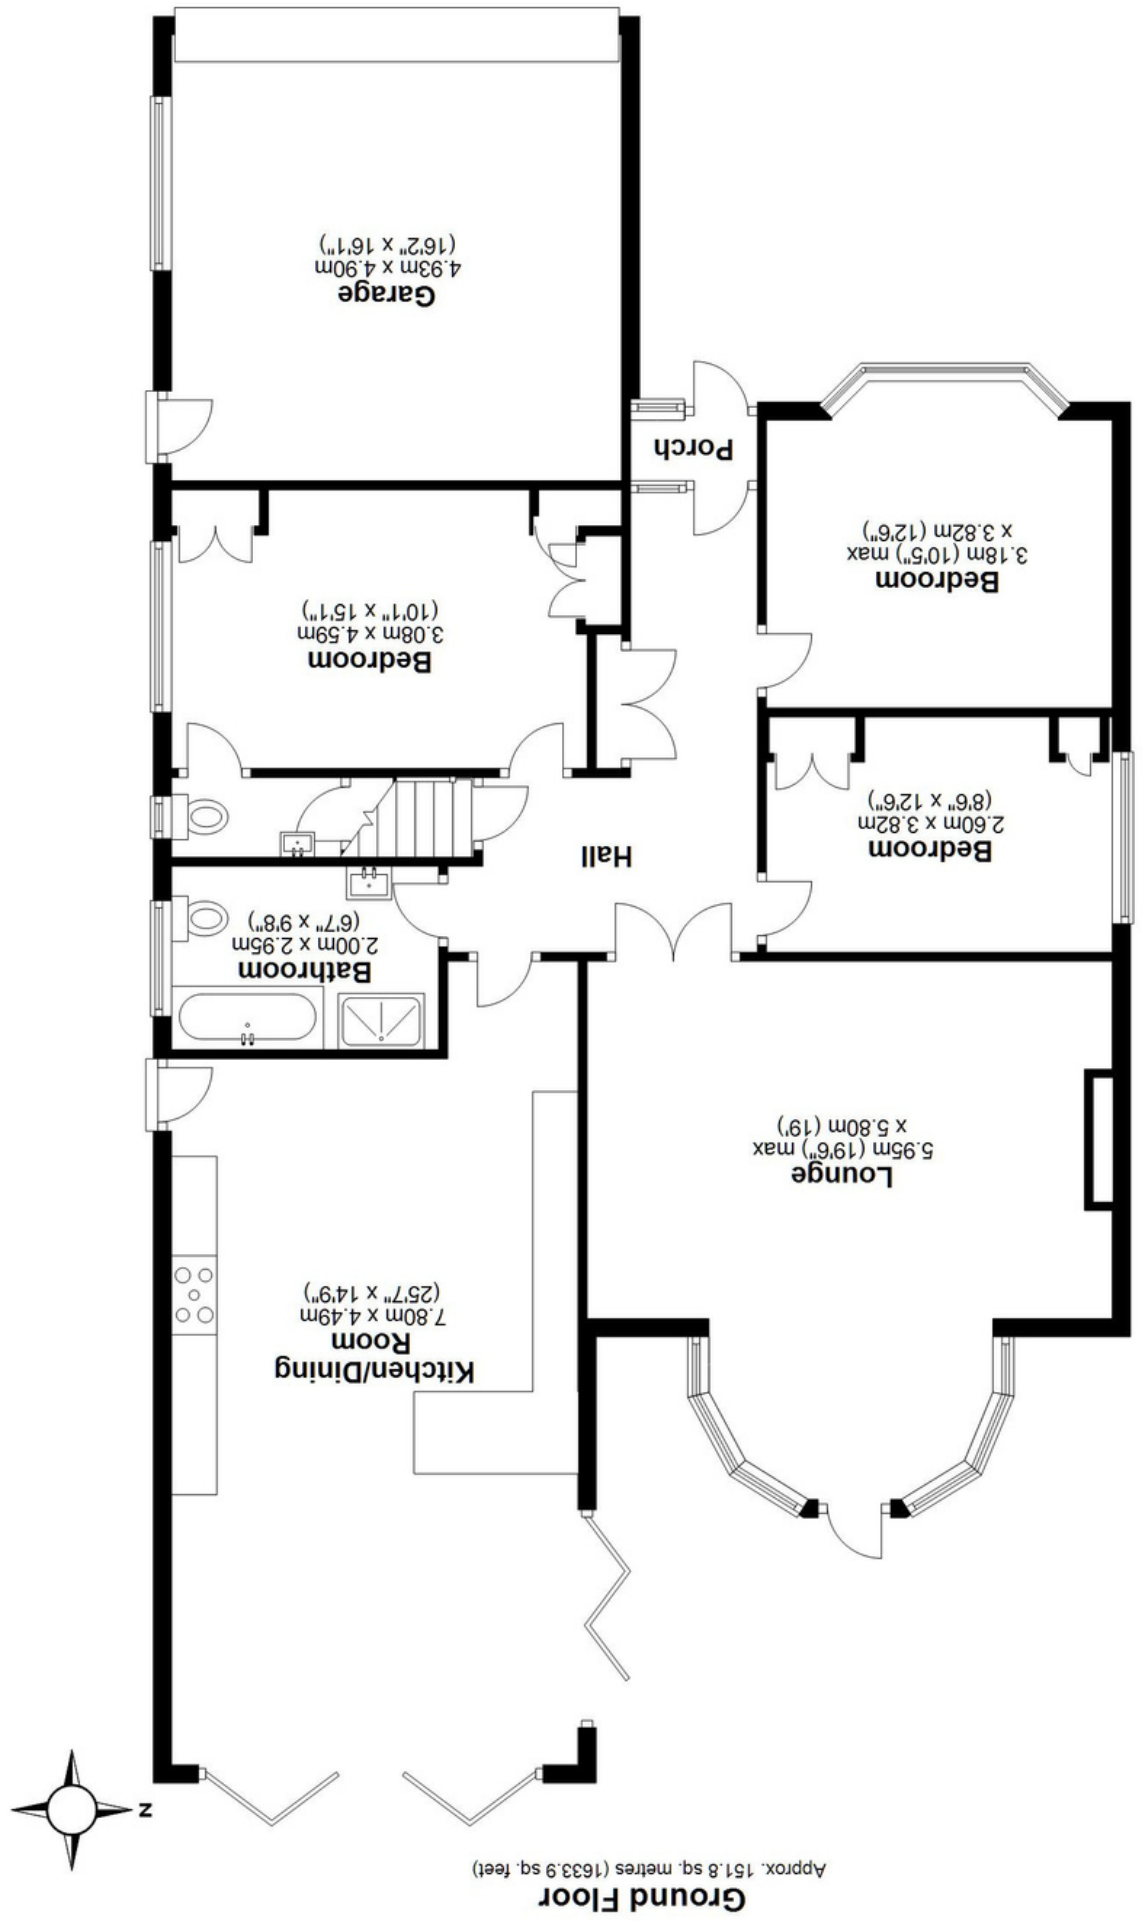 Ground Floor
Approx. 151.8 sq. metres (1633.9 sq. feet)
N
Kitchen/Dining
Room
7.80m x 4.49m
(25'7" x 14'9")
Lounge
5.95m (19'6") max
x 5.80m (19')
Bathroom
2.00m x 2.95m
(6'7" x 9'8")
Hall
Bedroom
2.60m x 3.82m
(8'6" x 12'6")
Bedroom
3.08m x 4.59m
(10'1" x 15'1")
Bedroom
3.18m (10'5") max
x 3.82m (12'6")
Porch
Garage
4.93m x 4.90m
(16'2" x 16'1")